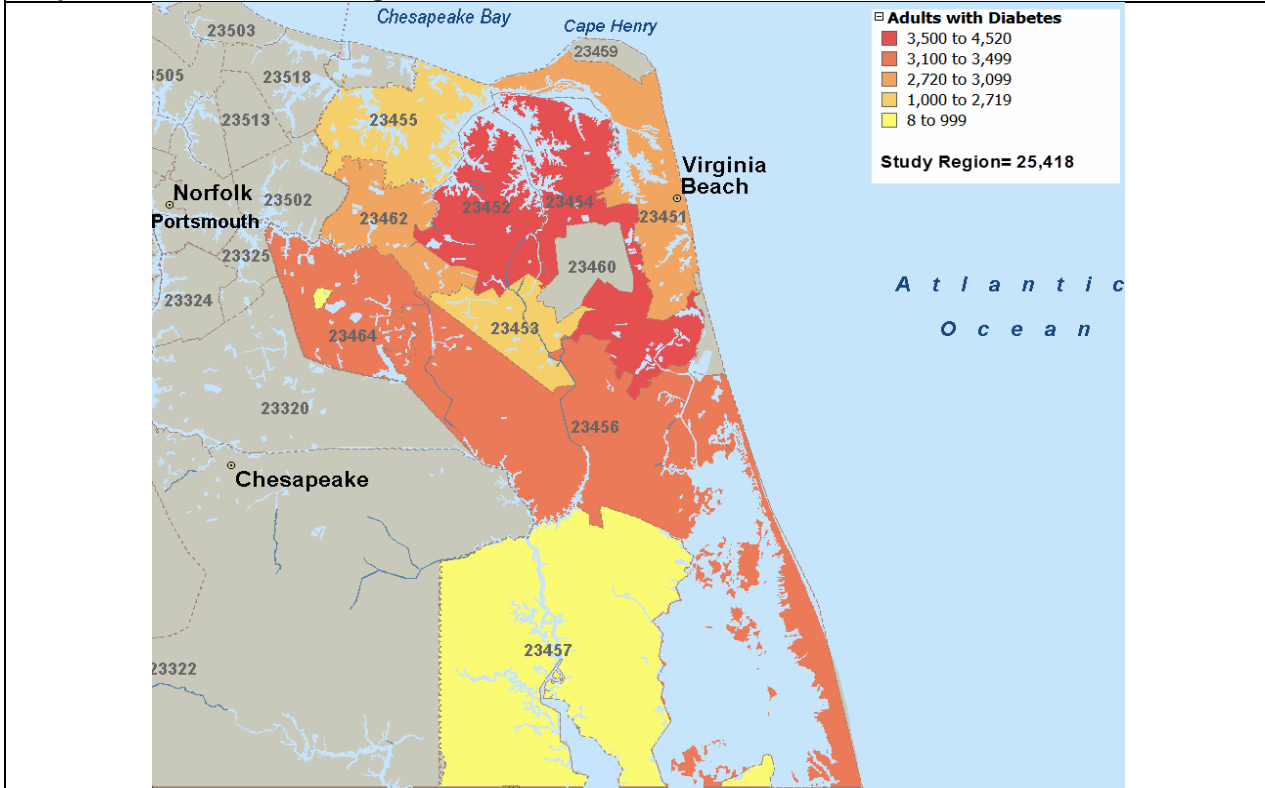 Chesapeake Bay
Cape Henry
23503
23459
23518
23513
23455
23502
Norfolk
Portsmouth
23462
23452
23454
Virginia
Beach
23451
23325
23460
23324
23464
23453
23320
23456
Chesapeake
23457
23322
Atlantic
Ocean
Adults with Diabetes
3,500 to 4,520
3,100 to 3,499
2,720 to 3,099
1,000 to 2,719
8 to 999
Study Region= 25,418